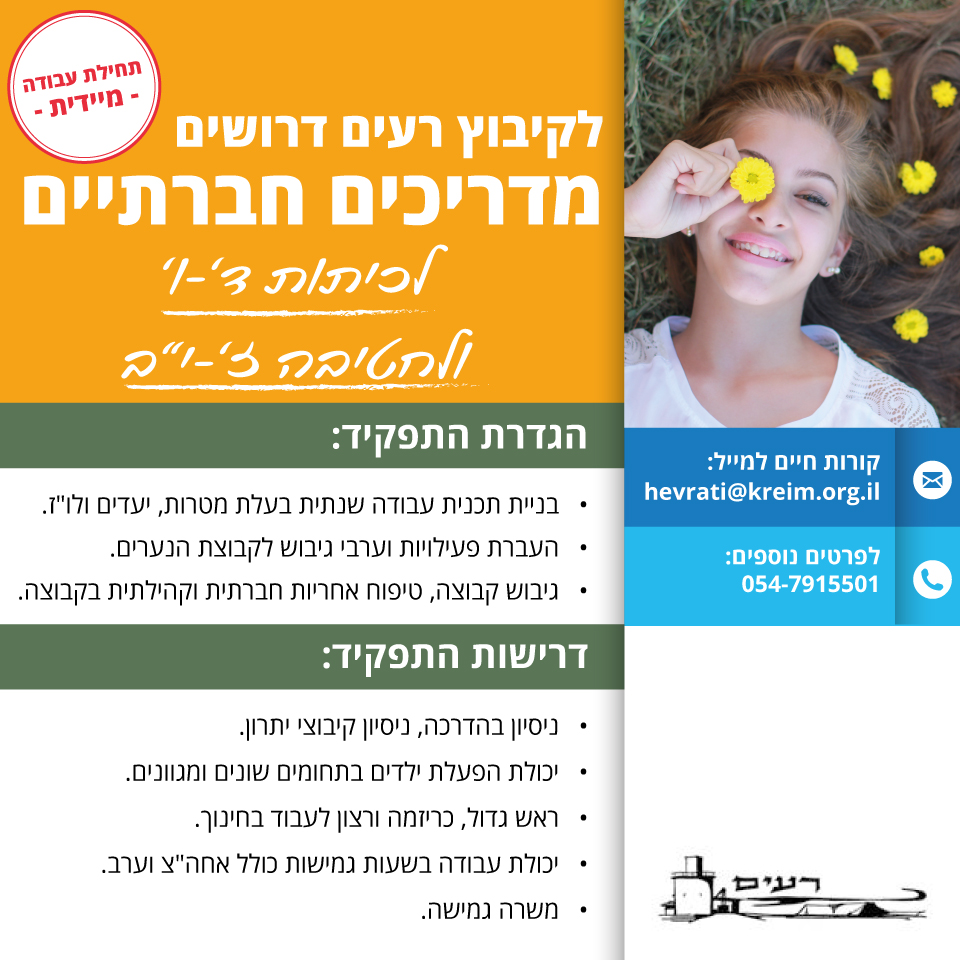 תחילת עבודה
- מיידית -
לקיבוץ רעים דרושים
מדריכים חברתיים
לכיתות ד'-ו'
ולחטיבה ז'-י"ב
הגדרת התפקיד:
• בניית תכנית עבודה שנתית בעלת מטרות, יעדים ולו"ז.
• העברת פעילויות וערבי גיבוש לקבוצת הנערים.
• גיבוש קבוצה, טיפוח אחריות חברתית וקהילתית בקבוצה.
דרישות התפקיד:
• ניסיון בהדרכה, ניסיון קיבוצי יתרון.
• יכולת הפעלת ילדים בתחומים שונים ומגוונים.
• ראש גדול, כריזמה ורצון לעבוד בחינוך.
• יכולת עבודה בשעות גמישות כולל אחה"צ וערב.
• משרה גמישה.
קורות חיים למייל:
hevrati@kreim.org.il
לפרטים נוספים:
054-7915501
רעים